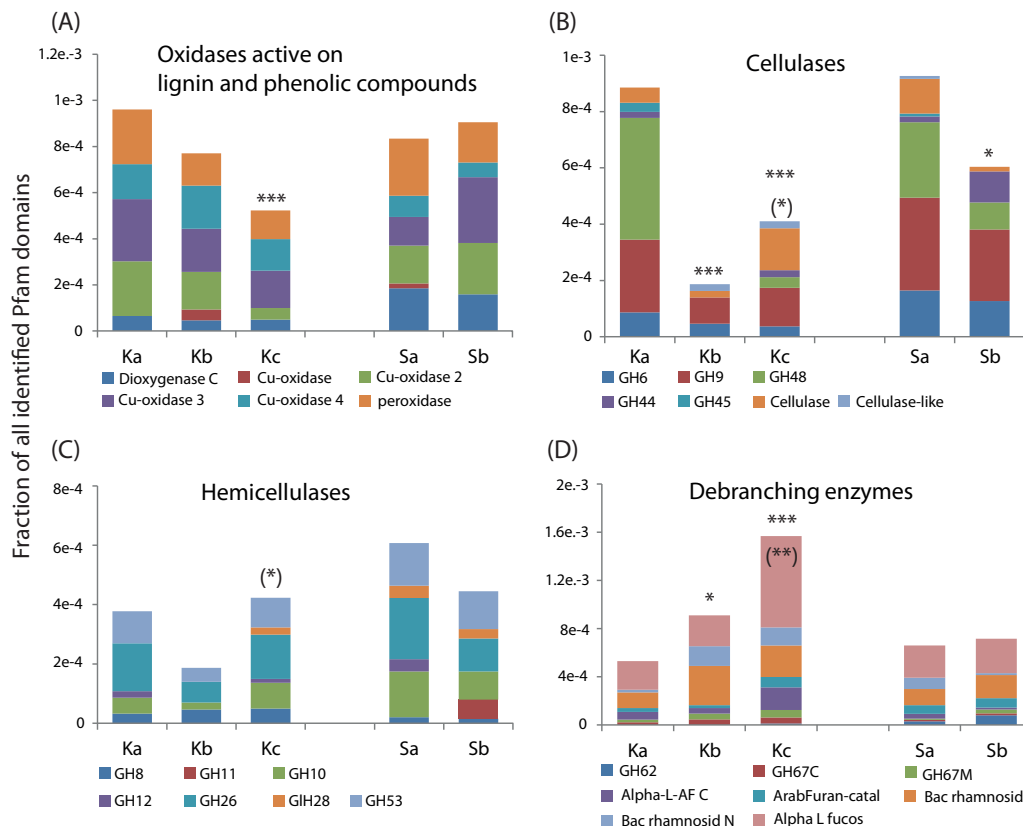 Fraction of all identified Pfam domains
(A)
Oxidases active on
lignin and phenolic compounds
1.2e.-3
1e-3
8e-4
6e-4
4e-4
2e-4
0
***
Ka Kb Kc Sa Sb
Dioxygenase C Cu-oxidase Cu-oxidase 2
Cu-oxidase 3 Cu-oxidase 4 peroxidase
(B)
Cellulases
1e-3
8e-4
6e-4
4e-4
2e-4
0
***
***
(*)
*
Ka Kb Kc Sa Sb
GH6 GH9 GH48
GH44 GH45 Cellulase Cellulase-like
(C)
Hemicellulases
8e-4
6e-4
4e-4
2e-4
0
(*)
Ka Kb Kc Sa Sb
GH8 GH11 GH10
GH12 GH26 GlH28 GH53
(D)
Debranching enzymes
2e.-3
1.6e-3
1.2e-3
8e-4
4e-4
0
*
***
(**)
Ka Kb Kc Sa Sb
GH62 GH67C GH67M
Alpha-L-AF C ArabFuran-catal Bac rhamnosid
Bac rhamnosid N Alpha L fucos